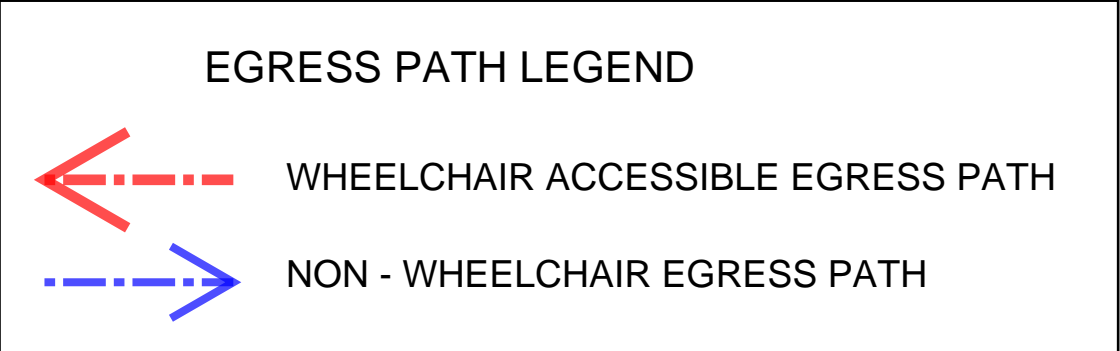 EGRESS PATH LEGEND
WHEELCHAIR ACCESSIBLE EGRESS PATH
NON - WHEELCHAIR EGRESS PATH